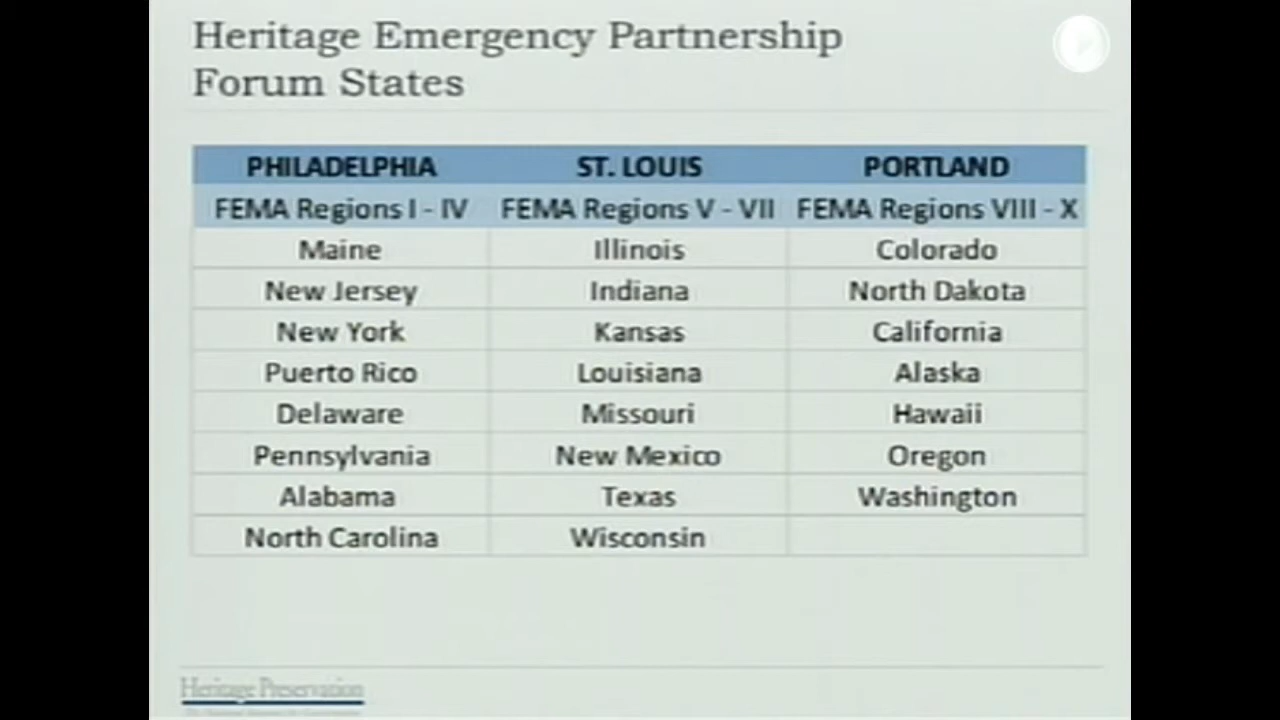 Heritage Emergency Partnership
Forum States
PHILADELPHIA ST. LOUIS PORTLAND
FEMA Regions I - IV FEMA Regions V - VII FEMA Regions VIII - X
Maine Illinois Colorado
New Jersey Indiana North Dakota
New York Kansas California
Puerto Rico Louisiana Alaska
Delaware Missouri Hawaii
Pennsylvania New Mexico Oregon
Alabama Texas Washington
North Carolina Wisconsin
Heritage Preservation